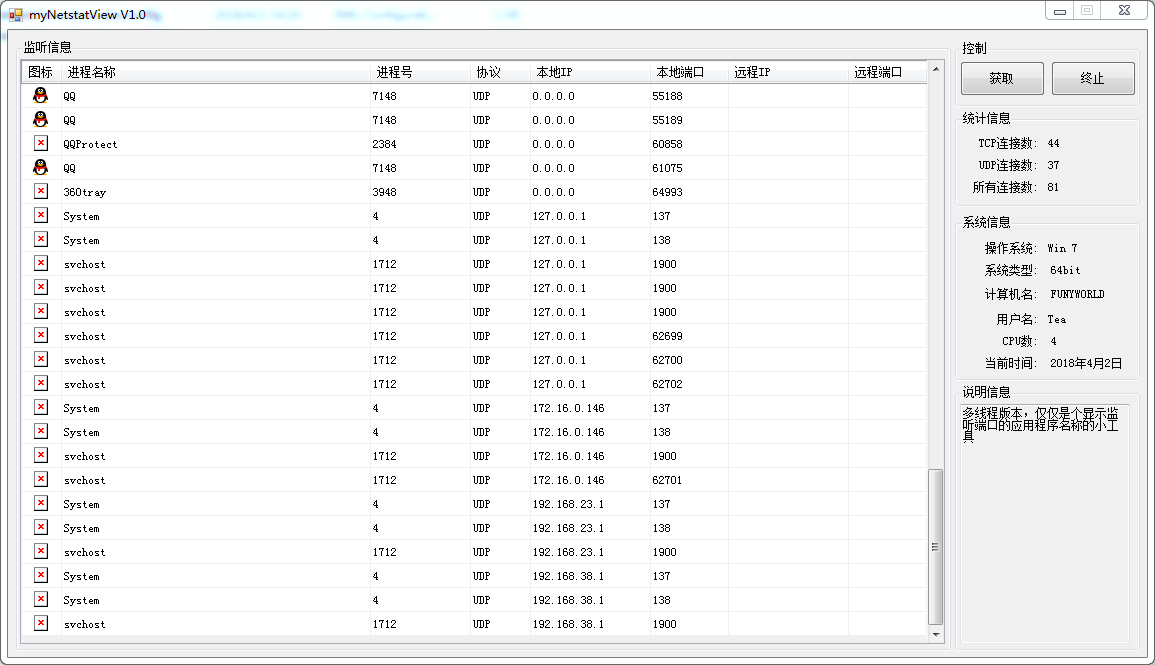 myNetstatView V1.0
监听信息
图标 进程名称 进程号 协议 本地IP 本地端口 远程IP 远程端口
QQ 7148 UDP 0.0.0.0 55188
QQ 7148 UDP 0.0.0.0 55189
QQProtect 2384 UDP 0.0.0.0 60858
QQ 7148 UDP 0.0.0.0 61075
360tray 3948 UDP 0.0.0.0 64993
System 4 UDP 127.0.0.1 137
System 4 UDP 127.0.0.1 138
svchost 1712 UDP 127.0.0.1 1900
svchost 1712 UDP 127.0.0.1 1900
svchost 1712 UDP 127.0.0.1 1900
svchost 1712 UDP 127.0.0.1 62699
svchost 1712 UDP 127.0.0.1 62700
svchost 1712 UDP 127.0.0.1 62702
System 4 UDP 172.16.0.146 137
System 4 UDP 172.16.0.146 138
svchost 1712 UDP 172.16.0.146 1900
svchost 1712 UDP 172.16.0.146 62701
System 4 UDP 192.168.23.1 137
System 4 UDP 192.168.23.1 138
svchost 1712 UDP 192.168.23.1 1900
System 4 UDP 192.168.38.1 137
System 4 UDP 192.168.38.1 138
svchost 1712 UDP 192.168.38.1 1900
控制
获取 终止
统计信息
TCP连接数: 44
UDP连接数: 37
所有连接数: 81
系统信息
操作系统: Win 7
系统类型: 64bit
计算机名: FUNYWORLD
用户名: Tea
CPU数: 4
当前时间: 2018年4月2日
说明信息
多线程版本，仅仅是个显示监
听端口的应用程序名称的小工
具